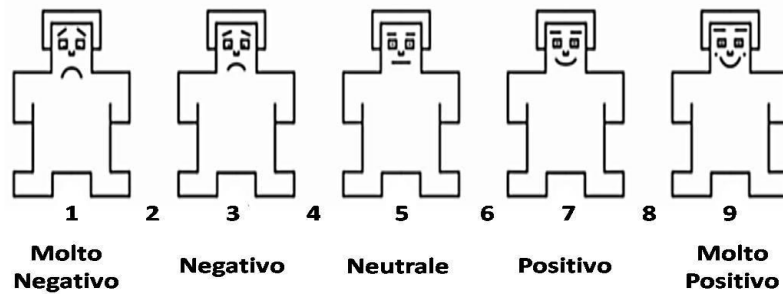 1 2 3 4 5 6 7 8 9
Molto Negativo Negativo Neutrale Positivo Molto Positivo